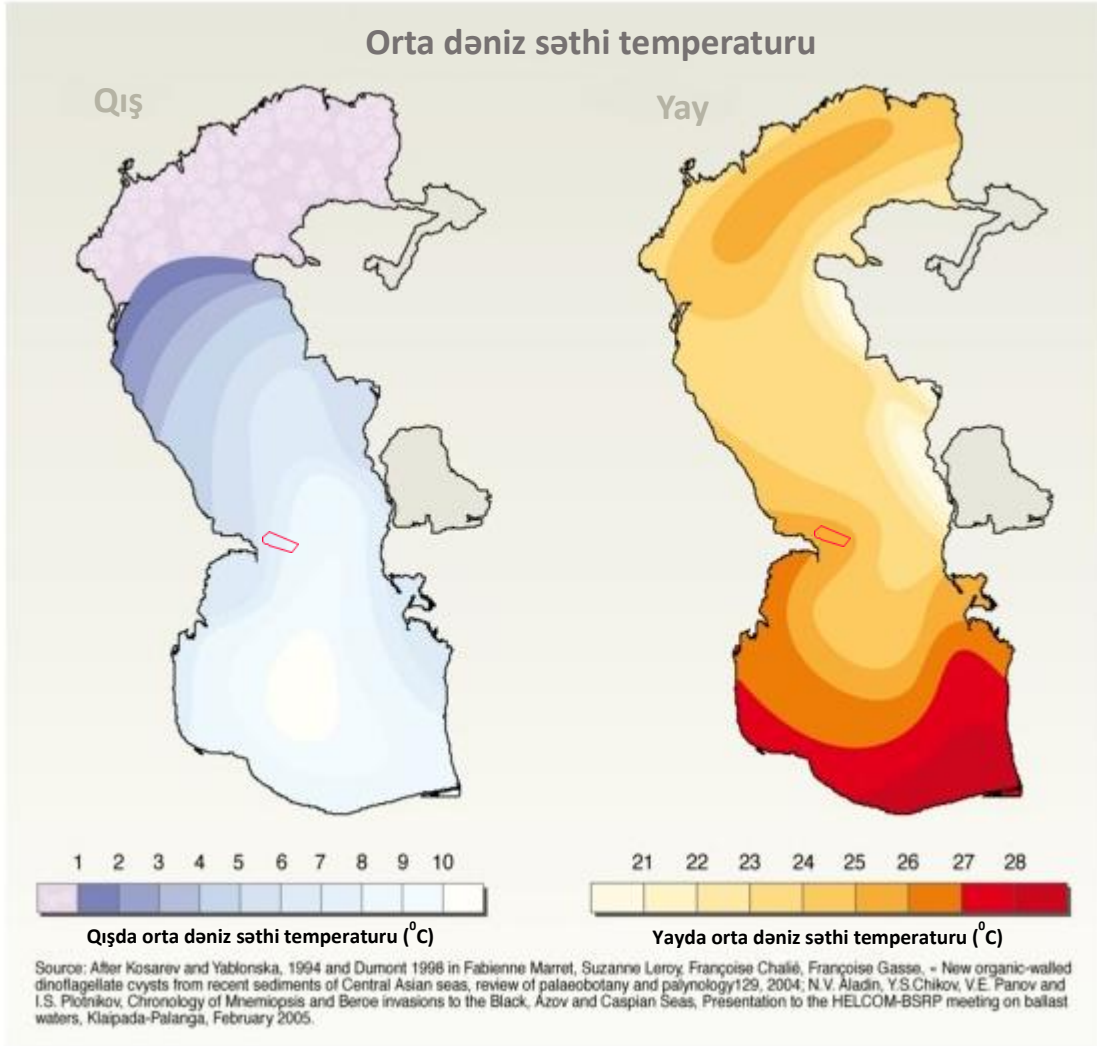 Orta dəniz səthi temperaturu
Qış
Yay
1 2 3 4 5 6 7 8 9 10
21 22 23 24 25 26 27 28
Qışda orta dəniz səthi temperaturu (⁰C)
Yayda orta dəniz səthi temperaturu (⁰C)
Source: After Kosarev and Yablonska, 1994 and Dumont 1998 in Fabienne Marret, Suzanne Leroy, Françoise Chalié, Françoise Gasse, « New organic-walled
dinoflagellate cvysts from recent sediments of Central Asian seas, review of palaeobotany and palynology129, 2004; N.V. Aladin, Y.S.Chikov, V.E. Panov and
I.S. Plotnikov, Chronology of Mnemiopsis and Beroe invasions to the Black, Azov and Caspian Seas, Presentation to the HELCOM-BSRP meeting on ballast
waters, Klaipada-Palanga, February 2005.